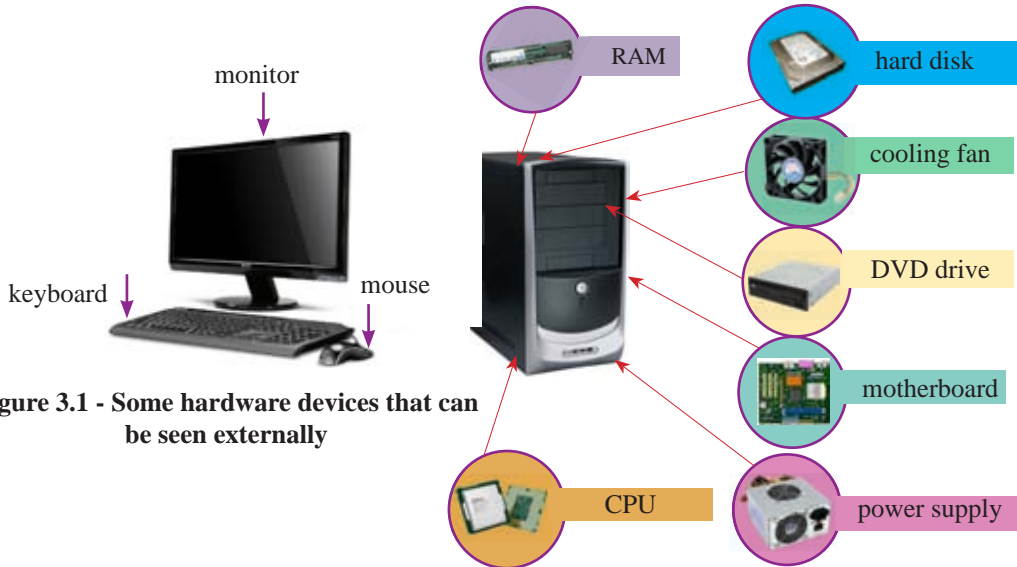 monitor
keyboard
mouse
gure 3.1 - Some hardware devices that can
be seen externally
RAM
hard disk
cooling fan
DVD drive
motherboard
CPU
power supply